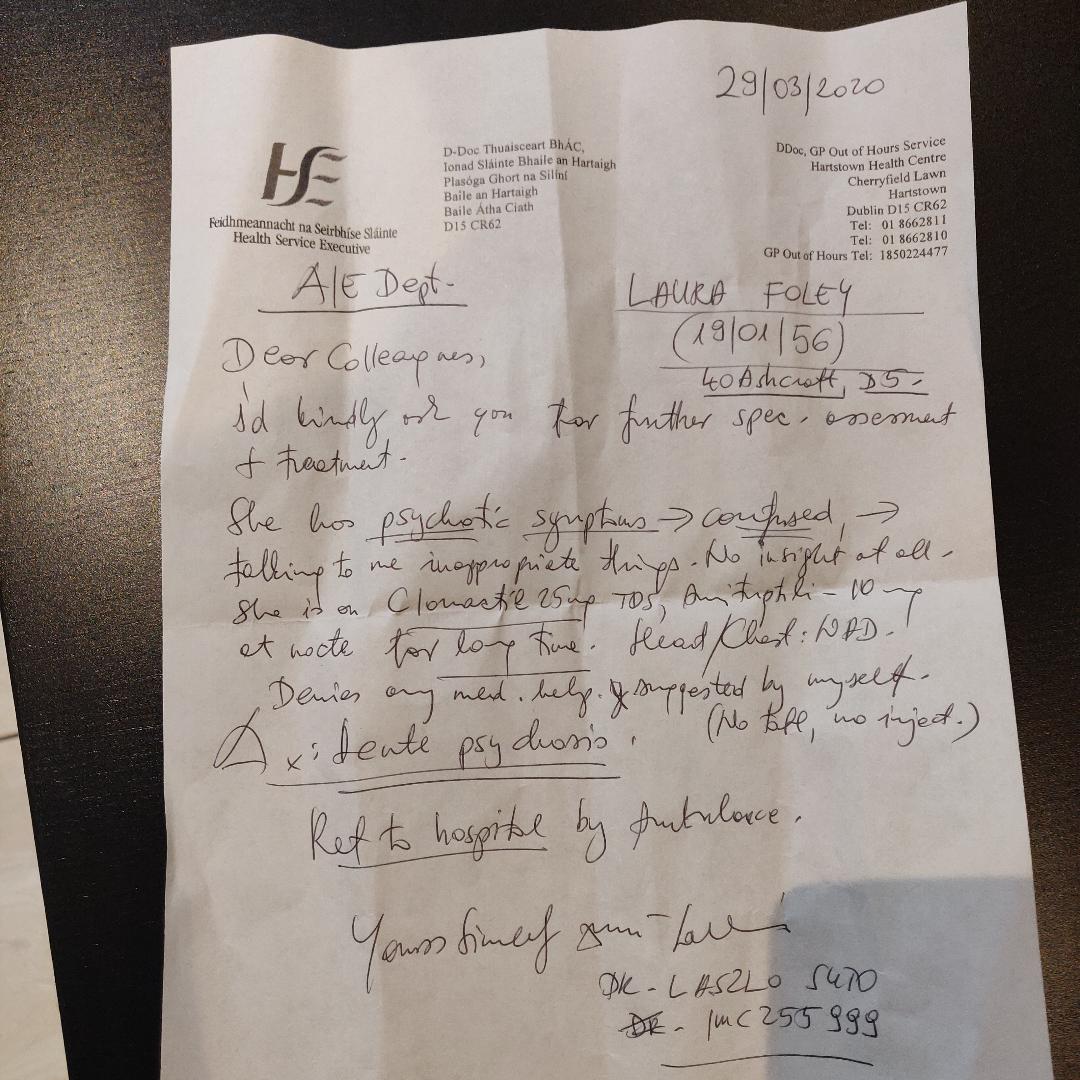 29/03/2020
HSE
Feidhmeannacht na Seirbhíse Sláinte
Health Service Executive
D-Doc Thuaisceart BhÁC,
Ionad Sláinte Bhaile an Hartaigh
Plasóga Ghort na Silíní
Baile an Hartaigh
Baile Átha Ciath
D15 CR62
DDoc, GP Out of Hours Service
Hartstown Health Centre
Cherryfield Lawn
Hartstown
Dublin D15 CR62
Tel: 01 8662811
Tel: 01 8662810
GP Out of Hours Tel: 1850224477
A/E Dept-
LAURA FOLEY
(19/01/56)
40 Ashcroft, D5.
Dear Colleagues,
I'd kindly ask you for further spec. assessment
& treatment.
She has psychotic symptoms → confused, →
talking to me inappropriate things. No insight at all.
She is on Clonactil 25mg TDS, Amitriptili- 10 mg
at nocte for long time. Head/Chest: NAD.
Denies any med. help. suggested by myself.
(No tabl, no inject.)
Δx: Acute psychosis.
Ref to hospital by Ambulance.
Yours
DR. LASZLO SUTO
DR. IMC 255999